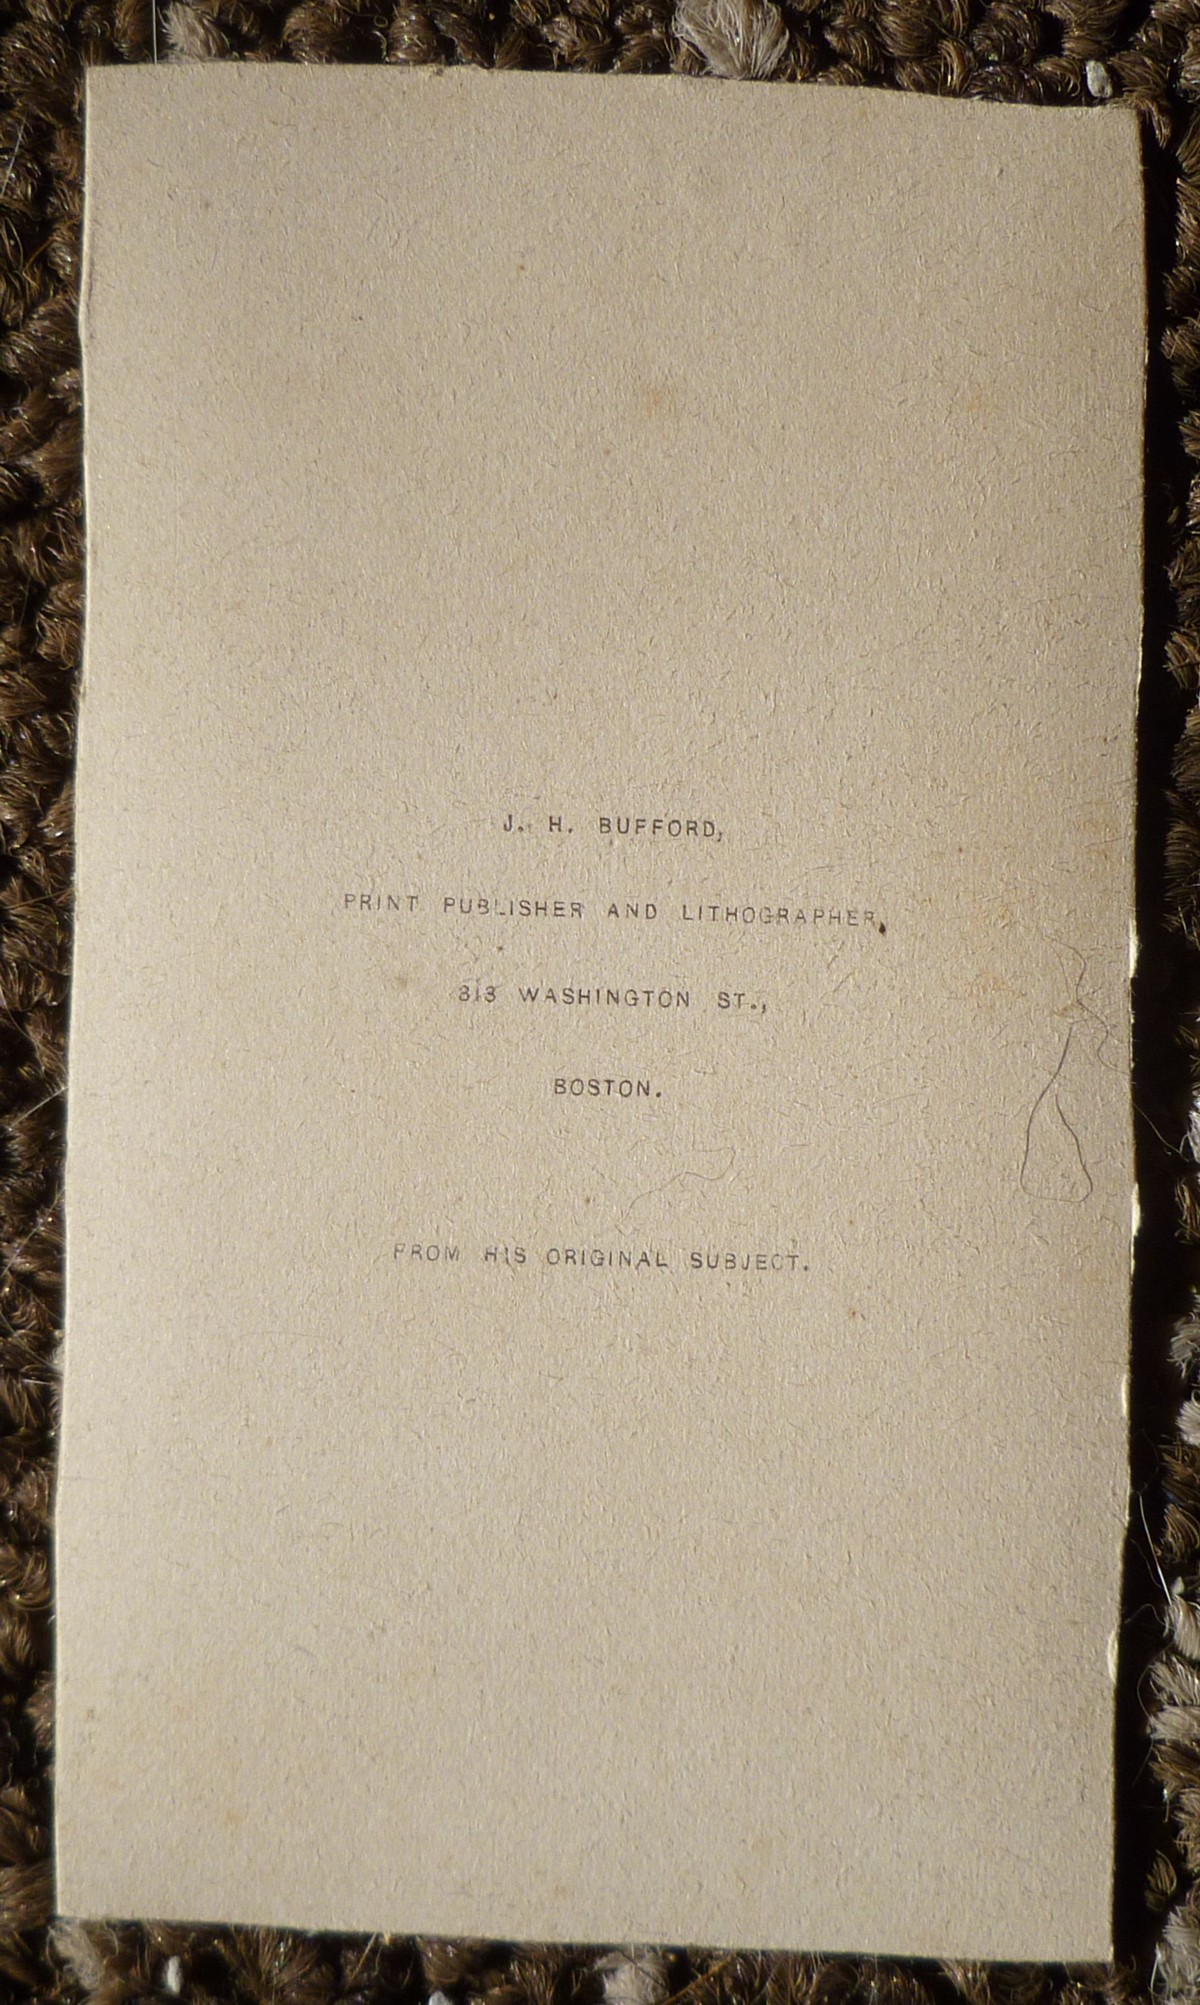 J. H. BUFFORD,
PRINT PUBLISHER AND LITHOGRAPHER,
313 WASHINGTON ST.,
BOSTON.
FROM HIS ORIGINAL SUBJECT.